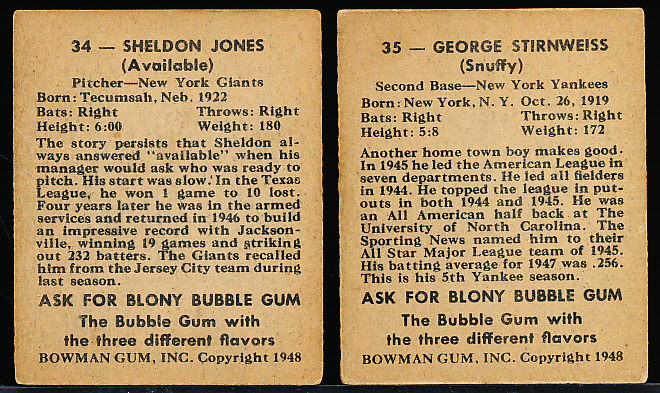 34 — SHELDON JONES
(Available)
Pitcher—New York Giants
Born: Tecumsah, Neb. 1922
Bats: Right Throws: Right
Height: 6:00 Weight: 180
The story persists that Sheldon al-
ways answered "available" when his
manager would ask who was ready to
pitch. His start was slow. In the Texas
League, he won 1 game to 10 lost.
Four years later he was in the armed
services and returned in 1946 to build
an impressive record with Jackson-
ville, winning 19 games and striking
out 232 batters. The Giants recalled
him from the Jersey City team during
last season.
ASK FOR BLONY BUBBLE GUM
The Bubble Gum with
the three different flavors
BOWMAN GUM, INC. Copyright 1948
35 — GEORGE STIRNWEISS
(Snuffy)
Second Base—New York Yankees
Born: New York, N. Y. Oct. 26, 1919
Bats: Right Throws: Right
Height: 5:8 Weight: 172
Another home town boy makes good.
In 1945 he led the American League in
seven departments. He led all fielders
in 1944. He topped the league in put-
outs in both 1944 and 1945. He was
an All American half back at The
University of North Carolina. The
Sporting News named him to their
All Star Major League team of 1945.
His batting average for 1947 was .256.
This is his 5th Yankee season.
ASK FOR BLONY BUBBLE GUM
The Bubble Gum with
the three different flavors
BOWMAN GUM, INC. Copyright 1948